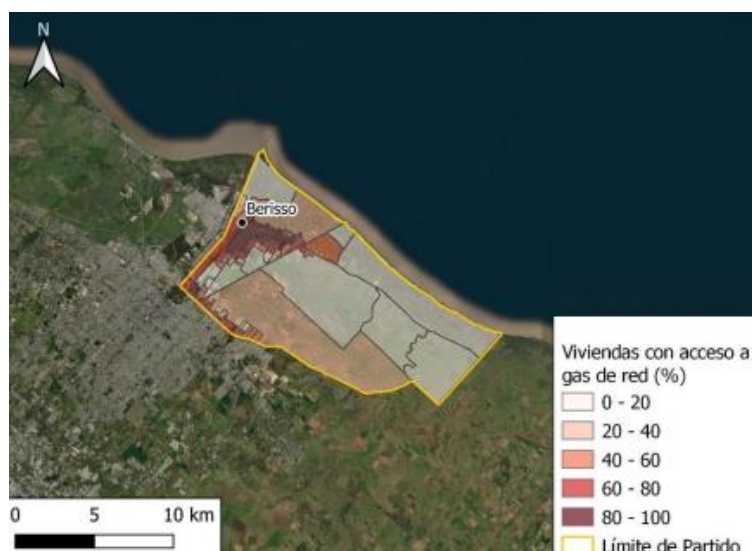 N
Berisso
Viviendas con acceso a
gas de red (%)
0 - 20
20 - 40
40 - 60
60 - 80
80 - 100
Límite de Partido
0 5 10 km